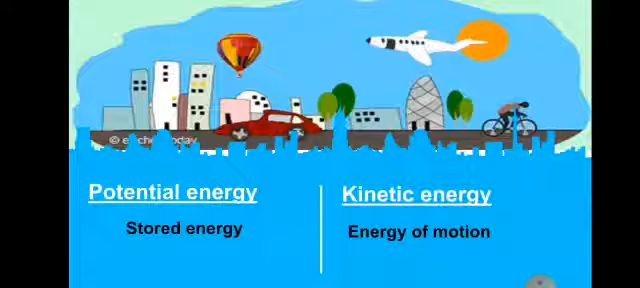 Potential energy
Stored energy
Kinetic energy
Energy of motion